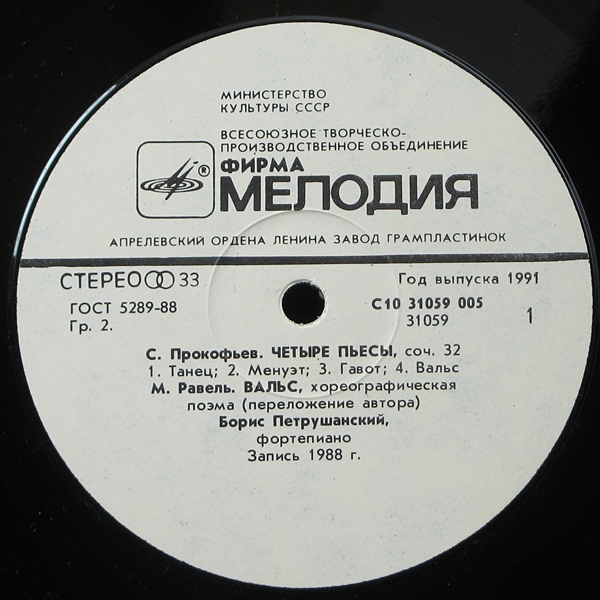 МИНИСТЕРСТВО
КУЛЬТУРЫ СССР
ВСЕСОЮЗНОЕ ТВОРЧЕСКО-
ПРОИЗВОДСТВЕННОЕ ОБЪЕДИНЕНИЕ
®
ФИРМА
МЕЛОДИЯ
АПРЕЛЕВСКИЙ ОРДЕНА ЛЕНИНА ЗАВОД ГРАМПЛАСТИНОК
СТЕРЕО 33
Год выпуска 1991
ГОСТ 5289-88
С10 31059 005
Гр. 2.
31059
1
С. Прокофьев. ЧЕТЫРЕ ПЬЕСЫ, соч. 32
1. Танец; 2. Менуэт; 3. Гавот; 4. Вальс
М. Равель. ВАЛЬС, хореографическая
поэма (переложение автора)
Борис Петрушанский,
фортепиано
Запись 1988 г.